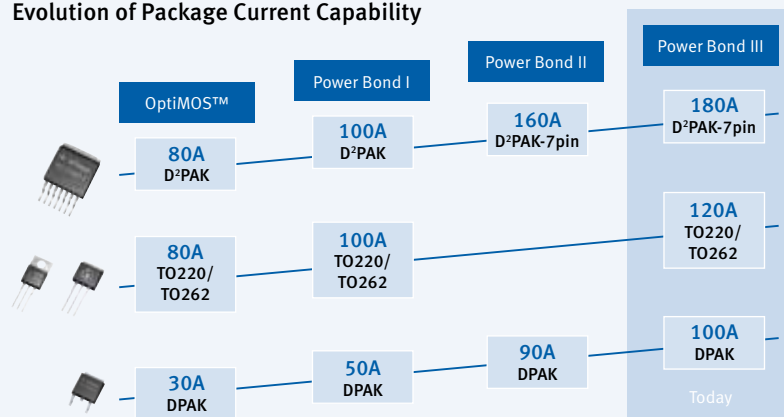 Evolution of Package Current Capability
OptiMOS™
Power Bond I
Power Bond II
Power Bond III
80A
D²PAK
100A
D²PAK
160A
D²PAK-7pin
180A
D²PAK-7pin
80A
TO220/
TO262
100A
TO220/
TO262
120A
TO220/
TO262
30A
DPAK
50A
DPAK
90A
DPAK
100A
DPAK
Today